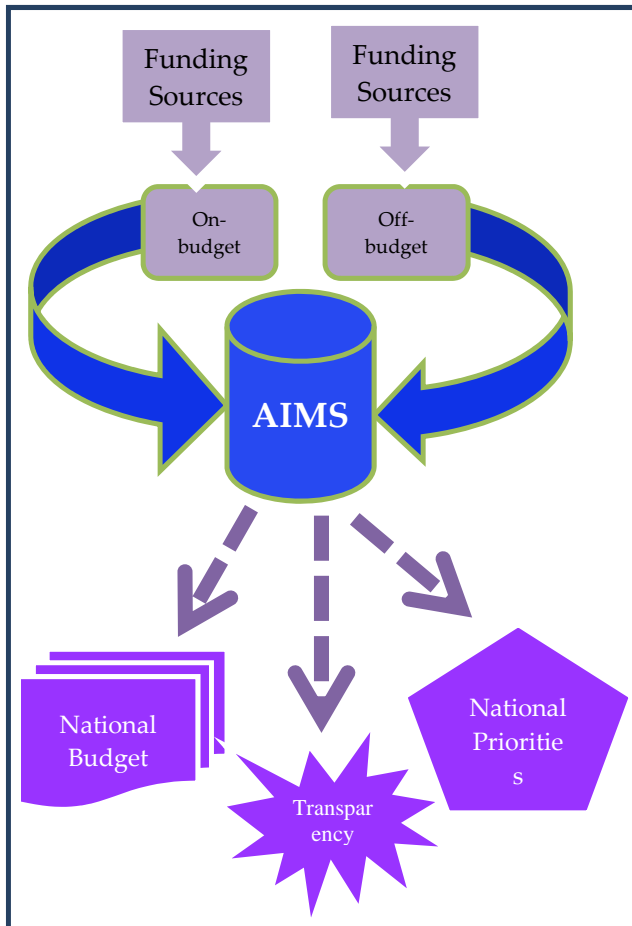 Funding
Sources
Funding
Sources
On-
budget
Off-
budget
AIMS
National
Budget
Transpar
ency
National
Prioritie
s